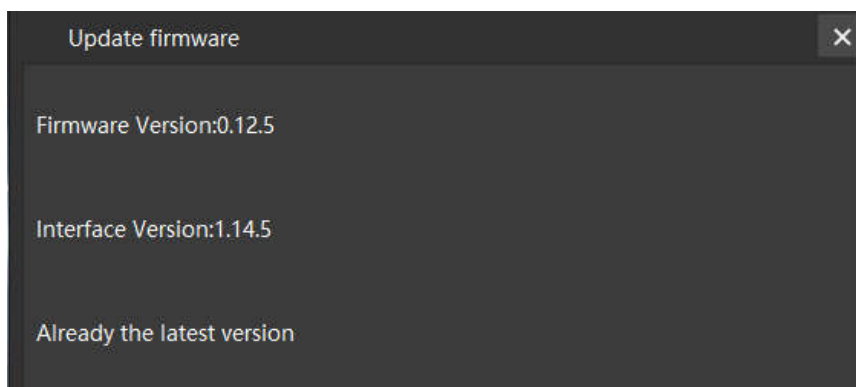 Update firmware
Firmware Version:0.12.5
Interface Version:1.14.5
Already the latest version